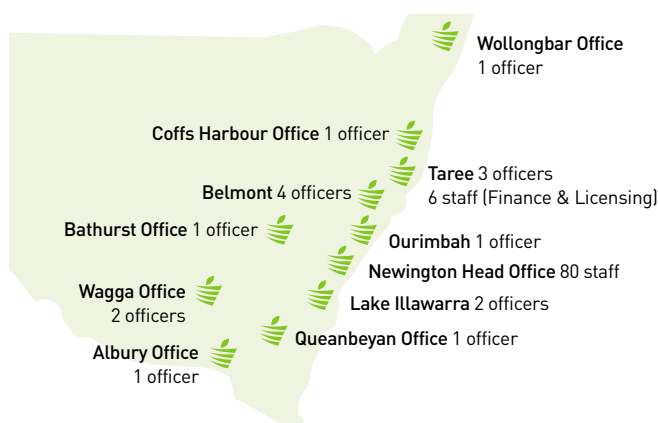 Wollongbar Office
1 officer
Coffs Harbour Office 1 officer
Taree 3 officers
6 staff (Finance & Licensing)
Belmont 4 officers
Bathurst Office 1 officer
Ourimbah 1 officer
Newington Head Office 80 staff
Wagga Office
2 officers
Lake Illawarra 2 officers
Queanbeyan Office 1 officer
Albury Office
1 officer